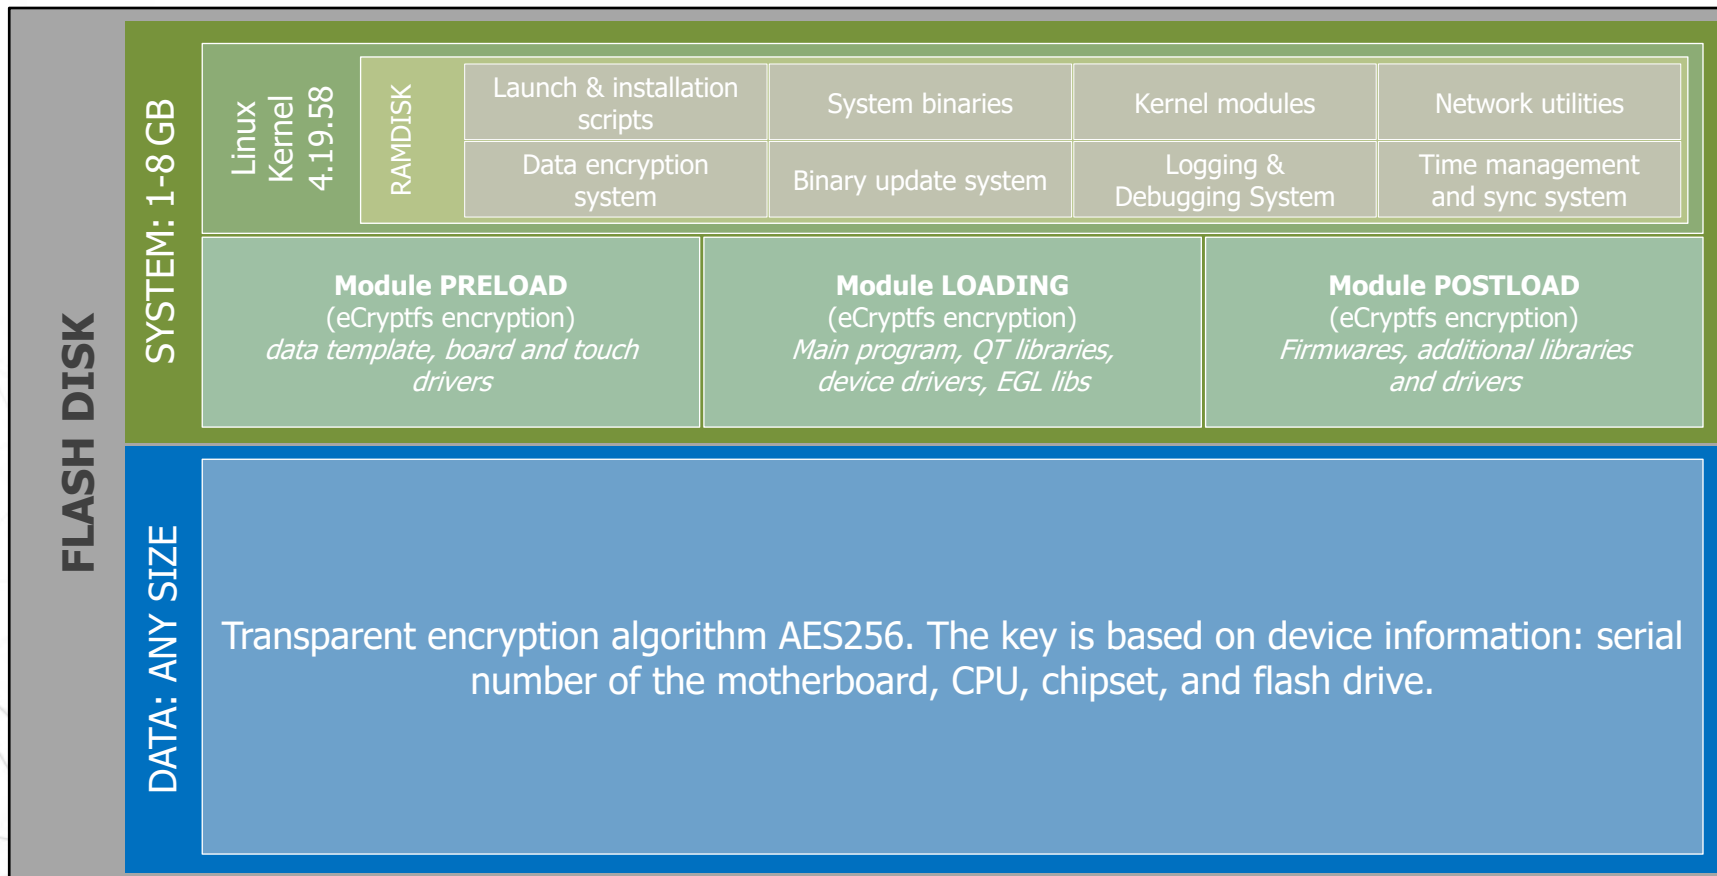 FLASH DISK
SYSTEM: 1-8 GB
Linux
Kernel
4.19.58
RAMDISK
Launch & installation
scripts
System binaries
Kernel modules
Network utilities
Data encryption
system
Binary update system
Logging &
Debugging System
Time management
and sync system
Module PRELOAD
(eCryptfs encryption)
data template, board and touch
drivers
Module LOADING
(eCryptfs encryption)
Main program, QT libraries,
device drivers, EGL libs
Module POSTLOAD
(eCryptfs encryption)
Firmwares, additional libraries
and drivers
DATA: ANY SIZE
Transparent encryption algorithm AES256. The key is based on device information: serial
number of the motherboard, CPU, chipset, and flash drive.